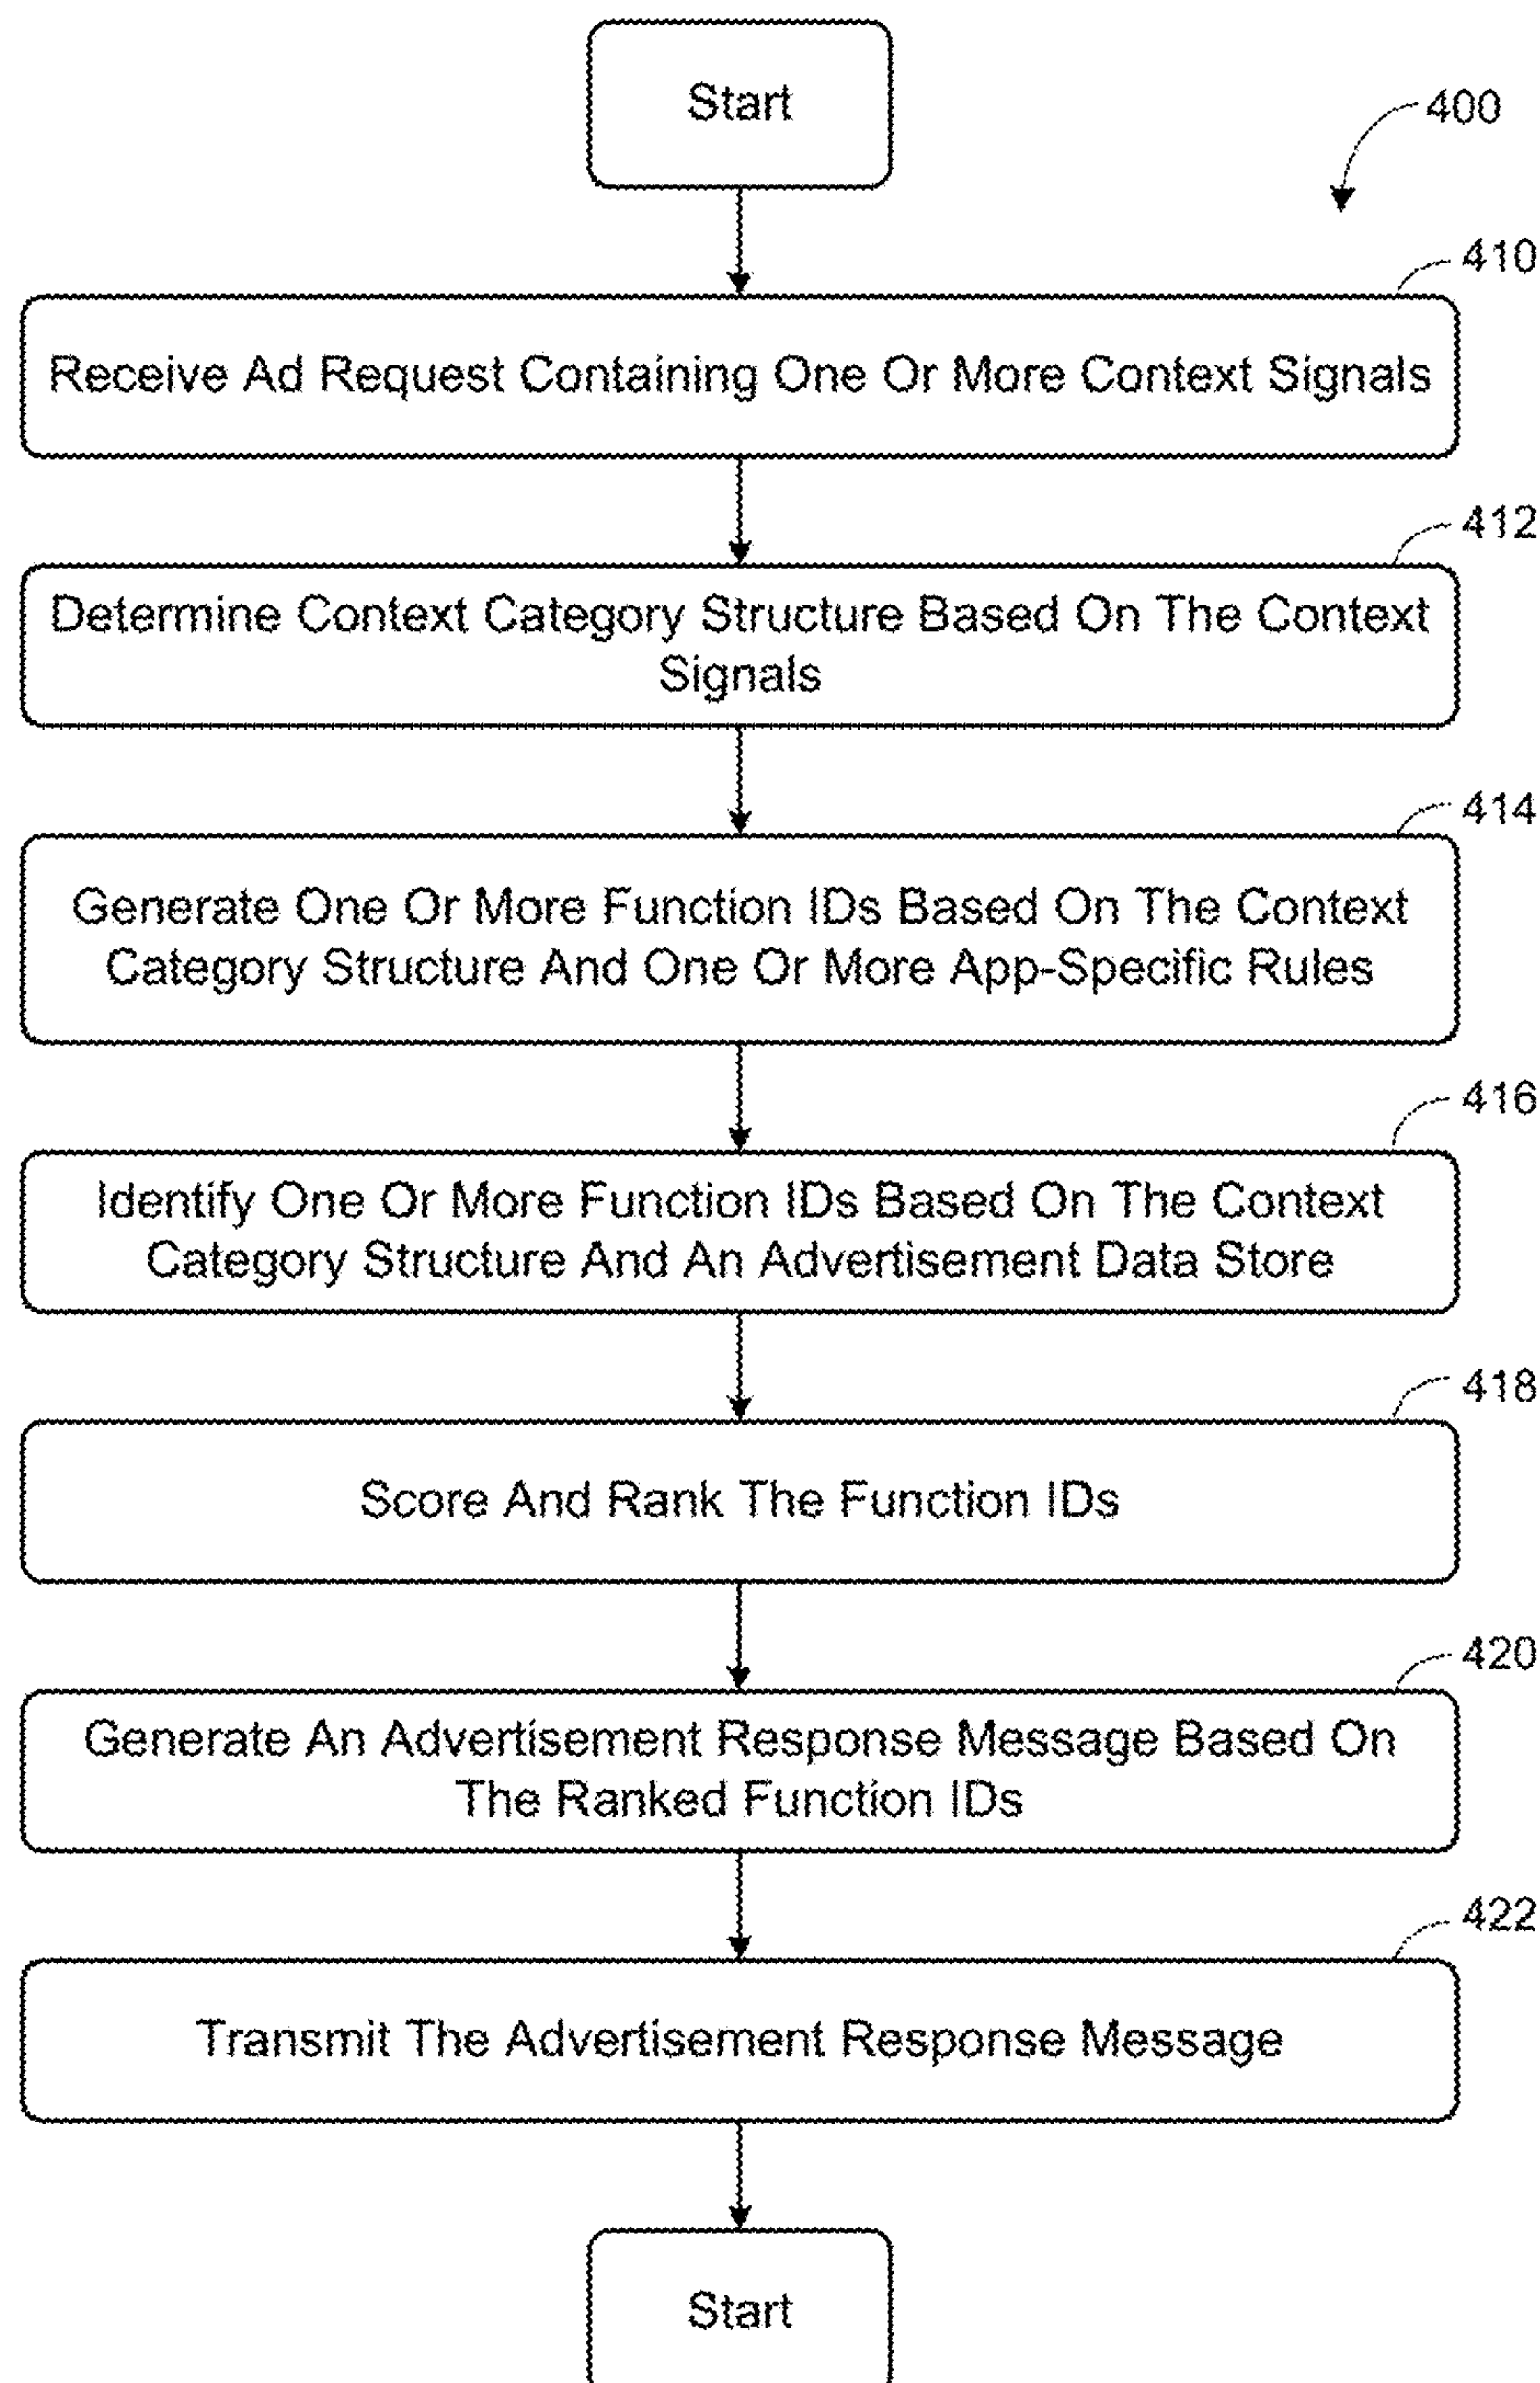 Start
400
410
Receive Ad Request Containing One Or More Context Signals
412
Determine Context Category Structure Based On The Context
Signals
414
Generate One Or More Function IDs Based On The Context
Category Structure And One Or More App-Specific Rules
416
Identify One Or More Function IDs Based On The Context
Category Structure And An Advertisement Data Store
418
Score And Rank The Function IDs
420
Generate An Advertisement Response Message Based On
The Ranked Function IDs
422
Transmit The Advertisement Response Message
Start